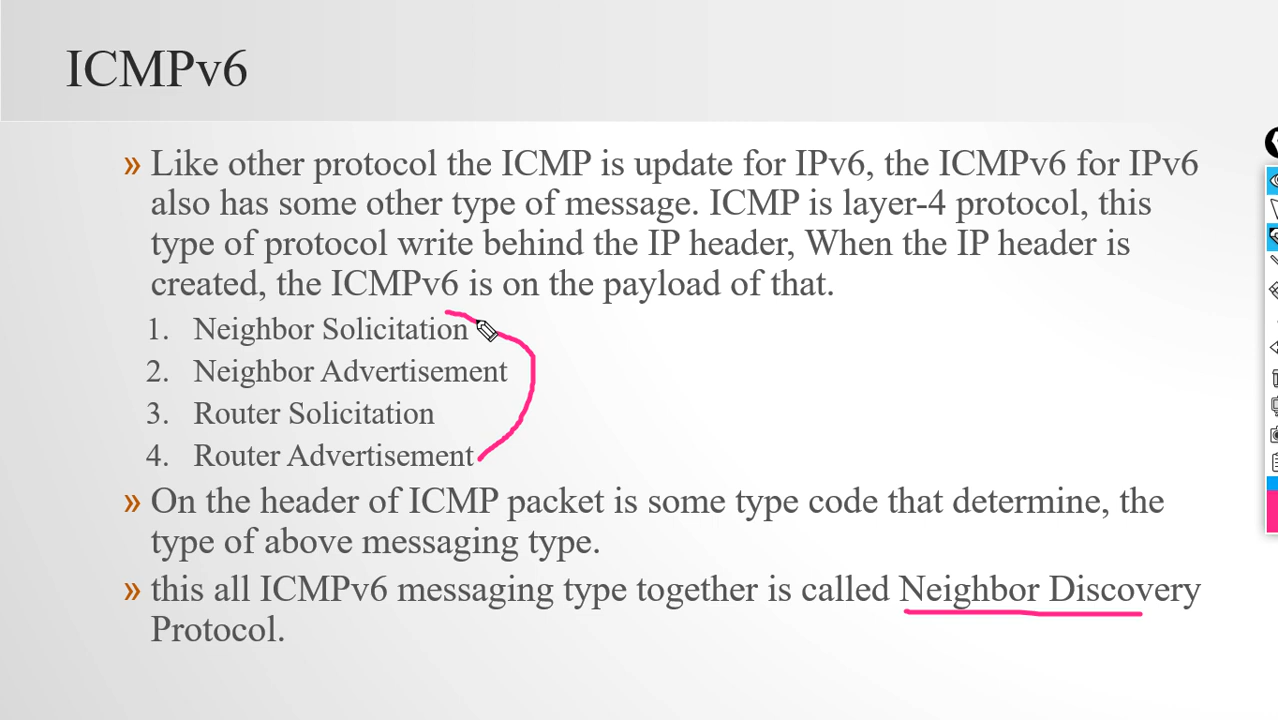 ICMPv6
» Like other protocol the ICMP is update for IPv6, the ICMPv6 for IPv6
also has some other type of message. ICMP is layer-4 protocol, this
type of protocol write behind the IP header, When the IP header is
created, the ICMPv6 is on the payload of that.
1. Neighbor Solicitation
2. Neighbor Advertisement
3. Router Solicitation
4. Router Advertisement
» On the header of ICMP packet is some type code that determine, the
type of above messaging type.
» this all ICMPv6 messaging type together is called Neighbor Discovery
Protocol.